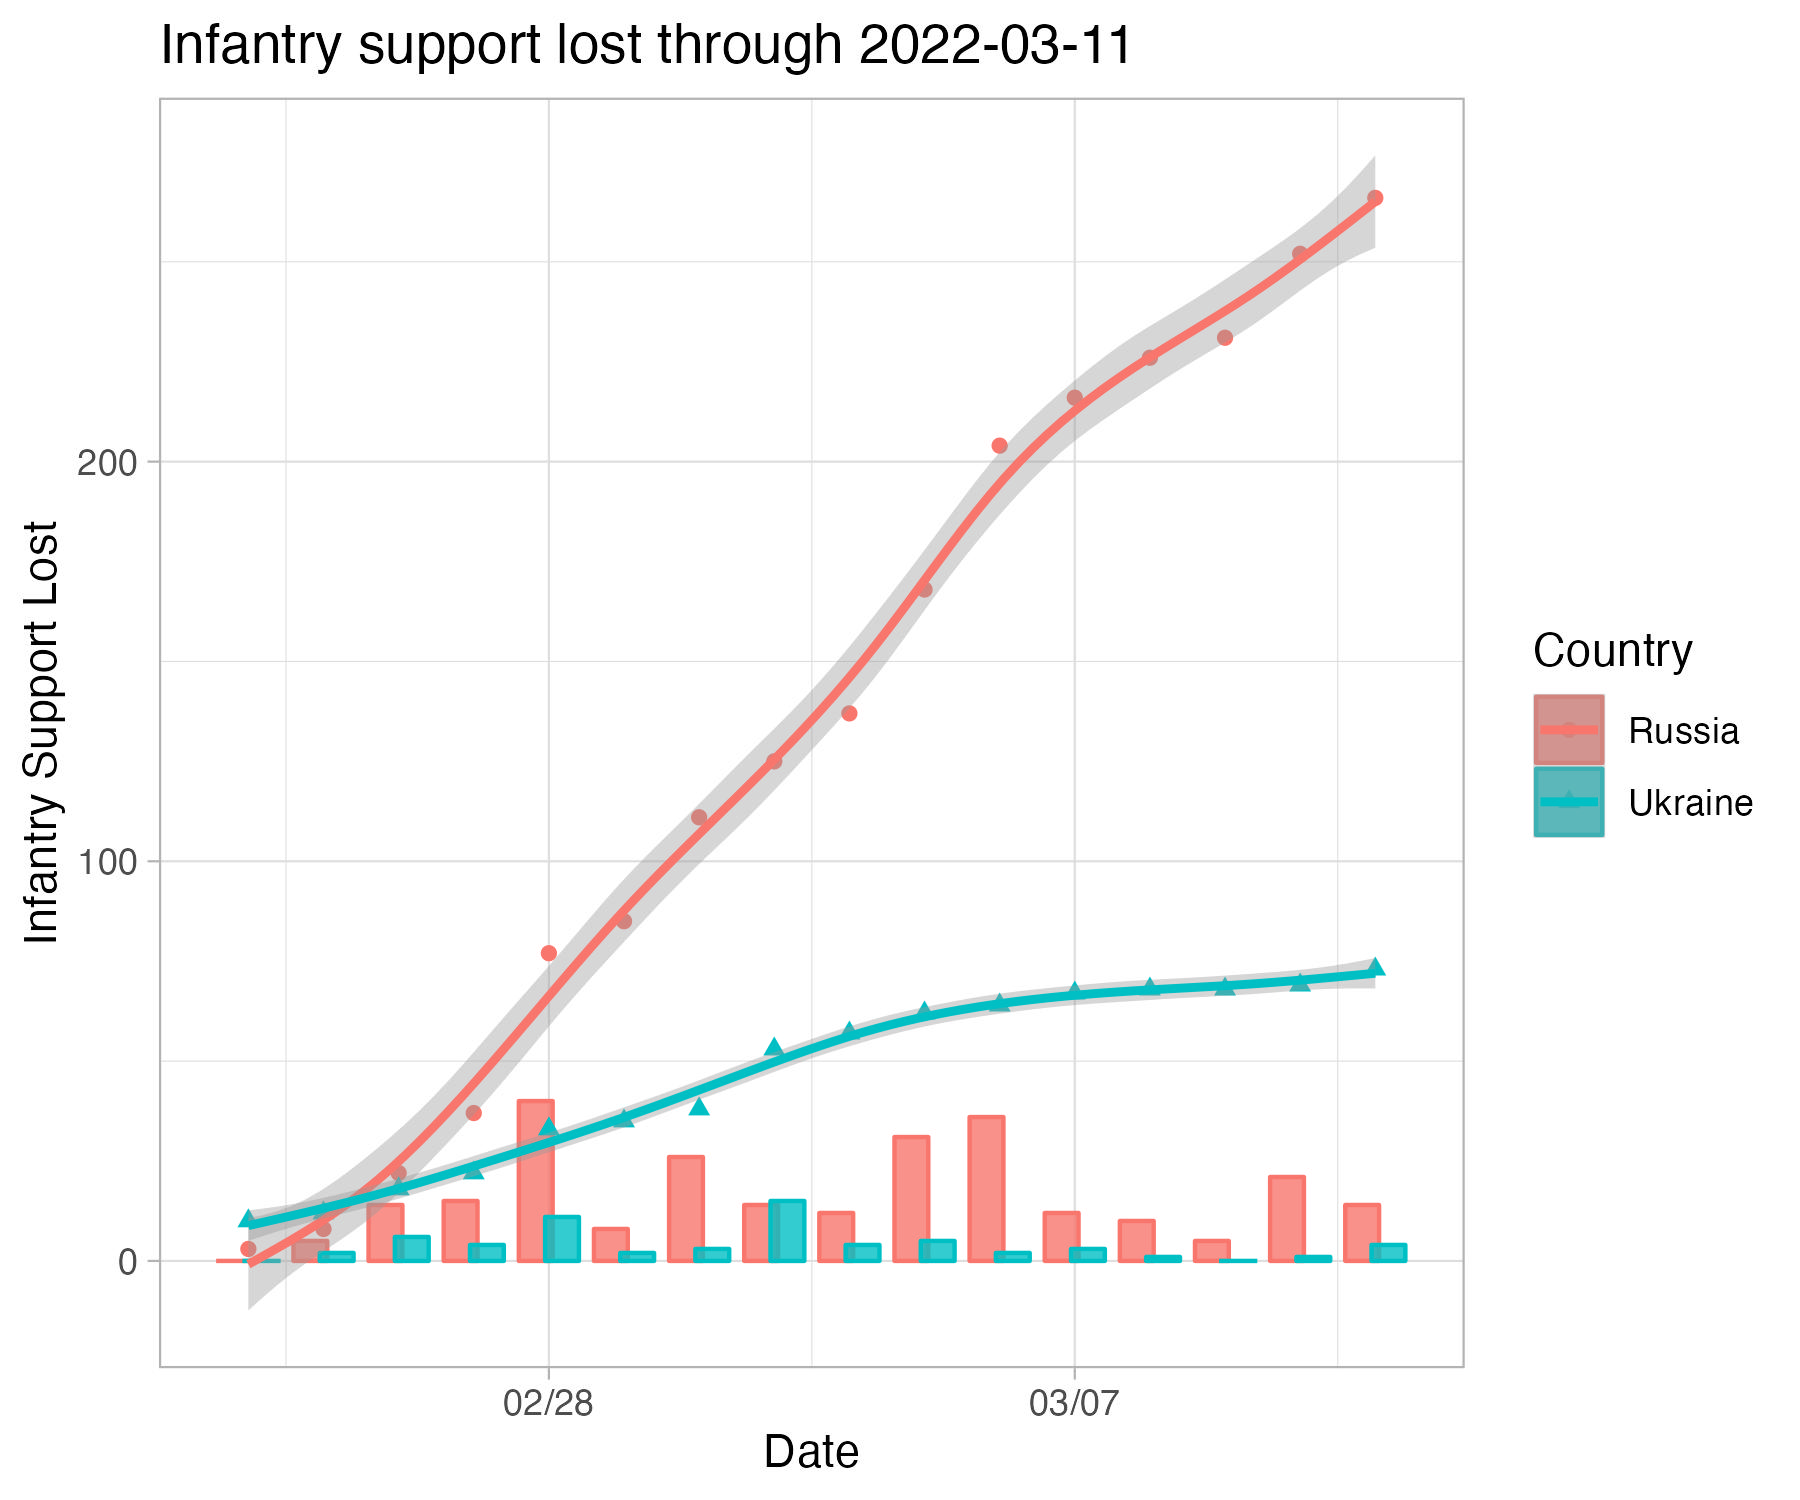 Infantry support lost through 2022-03-11
Infantry Support Lost
200
100
0
02/28
03/07
Date
Country
Russia
Ukraine